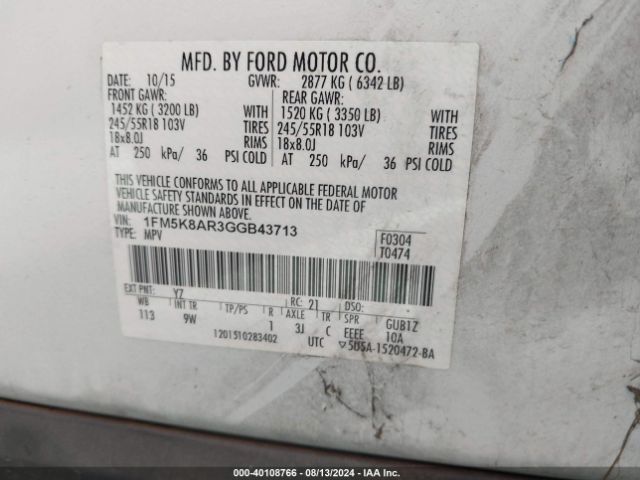 MFD. BY FORD MOTOR CO.
DATE: 10/15 GVWR: 2877 KG ( 6342 LB)
FRONT GAWR: REAR GAWR:
1452 KG ( 3200 LB) WITH 1520 KG ( 3350 LB) WITH
245/55R18 103V TIRES 245/55R18 103V TIRES
18x8.0J RIMS 18x8.0J RIMS
AT 250 kPa/ 36 PSI COLD AT 250 kPa/ 36 PSI COLD
THIS VEHICLE CONFORMS TO ALL APPLICABLE FEDERAL MOTOR
VEHICLE SAFETY STANDARDS IN EFFECT ON THE DATE OF
MANUFACTURE SHOWN ABOVE.
VIN: 1FM5K8AR3GGB43713
TYPE: MPV
F0304
T0474
EXT PNT: YZ RC: 21 DSO:
WB INT TR TP/PS R AXLE TR SPR GUB1Z
113 9W 1 3J C EEEE 10A
1201510283402 UTC 5U5A-1520472-BA
000-40108766 - 08/13/2024 - IAA Inc.